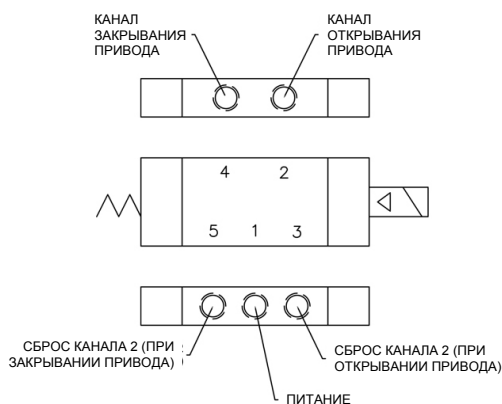 КАНАЛ
ЗАКРЫВАНИЯ
ПРИВОДА
КАНАЛ
ОТКРЫВАНИЯ
ПРИВОДА
4 2
5 1 3
СБРОС КАНАЛА 2 (ПРИ
ЗАКРЫВАНИИ ПРИВОДА)
СБРОС КАНАЛА 2 (ПРИ
ОТКРЫВАНИИ ПРИВОДА)
ПИТАНИЕ